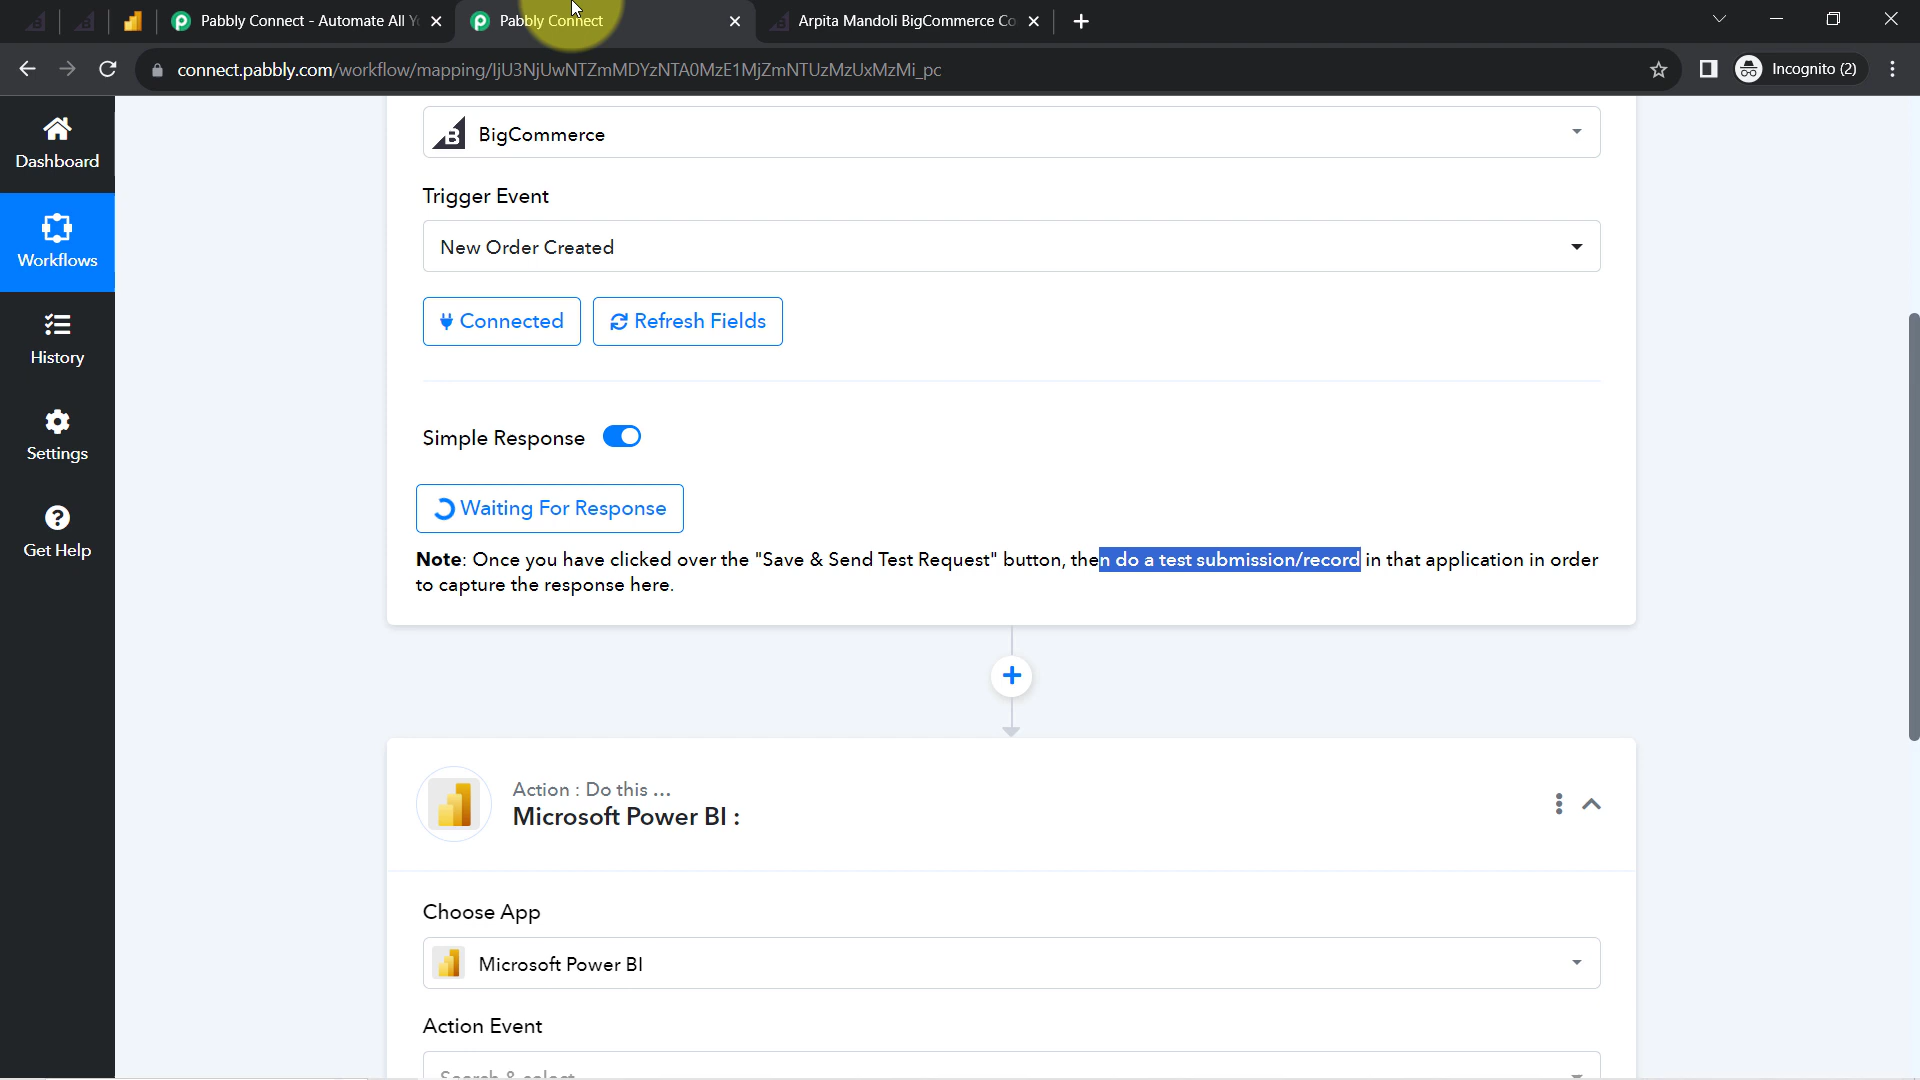 Pabbly Connect - Automate All Y
Pabbly Connect
Arpita Mandoli BigCommerce Co
connect.pabbly.com/workflow/mapping/IjU3NjUwNTZmMDYzNTA0MzE1MjZmNTUzMzUxMzMi_pc
Incognito (2)
Dashboard
Workflows
History
Settings
Get Help
BigCommerce
Trigger Event
New Order Created
Connected
Refresh Fields
Simple Response
Waiting For Response
Note: Once you have clicked over the "Save & Send Test Request" button, then do a test submission/record in that application in order
to capture the response here.
Action : Do this ...
Microsoft Power BI :
Choose App
Microsoft Power BI
Action Event
Search & select